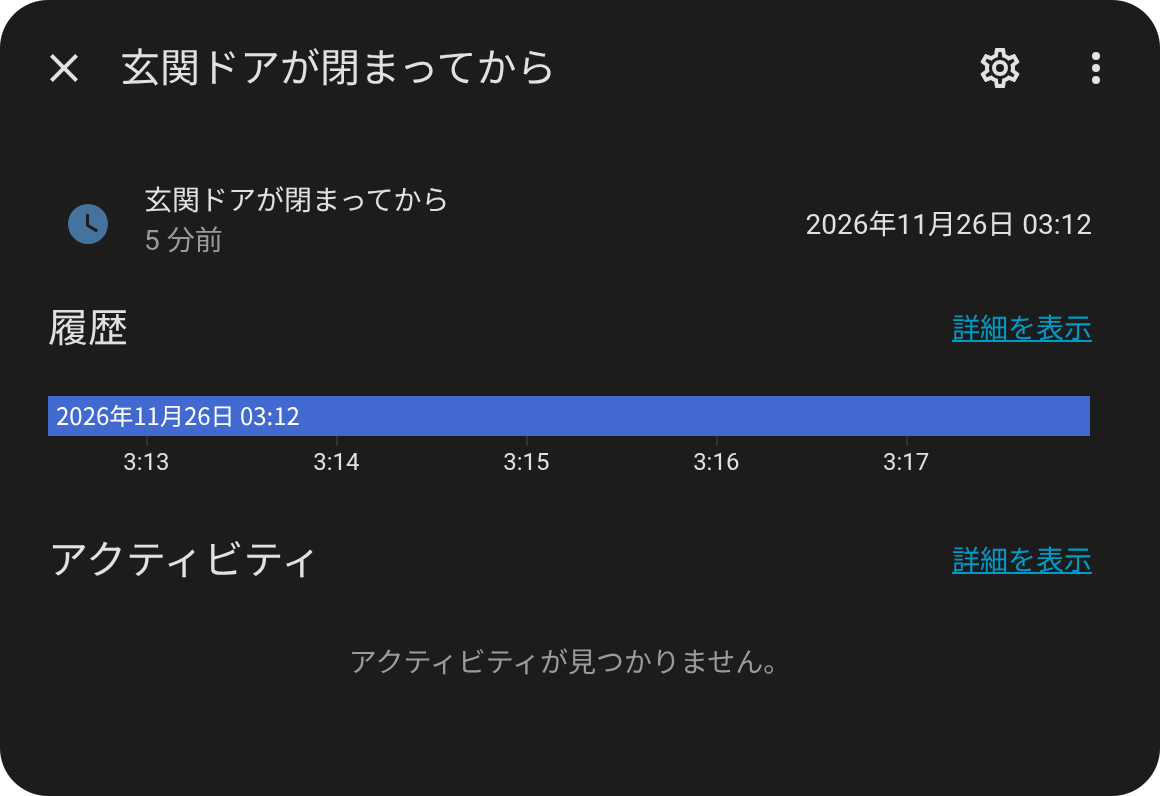 玄関ドアが閉まってから
玄関ドアが閉まってから
5 分前
2026年11月26日 03:12
履歴
詳細を表示
2026年11月26日 03:12
3:13 3:14 3:15 3:16 3:17
アクティビティ
詳細を表示
アクティビティが見つかりません。